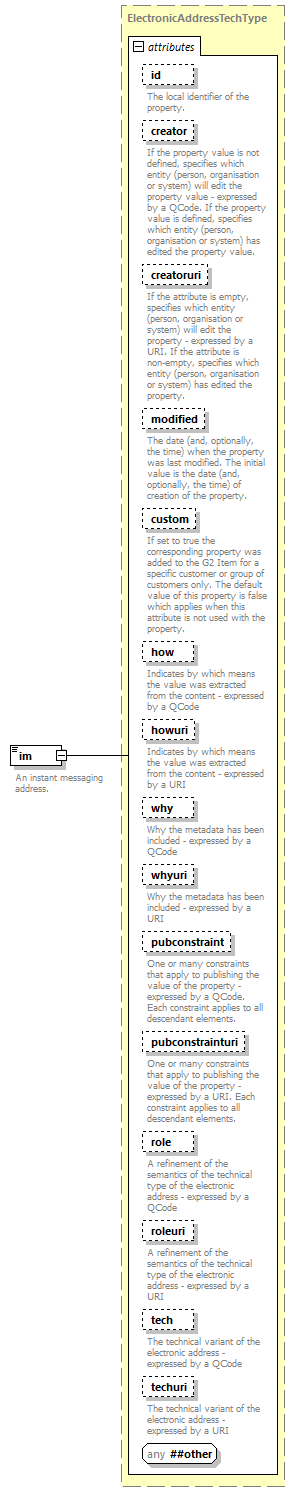 ElectronicAddressTechType
attributes
id
The local identifier of the
property.
creator
If the property value is not
defined, specifies which
entity (person, organisation
or system) will edit the
property value - expressed
by a QCode. If the property
value is defined, specifies
which entity (person,
organisation or system) has
edited the property value.
creatoruri
If the attribute is empty,
specifies which entity
(person, organisation or
system) will edit the
property - expressed by a
URI. If the attribute is
non-empty, specifies which
entity (person, organisation
or system) has edited the
property.
modified
The date (and, optionally,
the time) when the property
was last modified. The initial
value is the date (and,
optionally, the time) of
creation of the property.
custom
If set to true the
corresponding property was
added to the G2 Item for a
specific customer or group of
customers only. The default
value of this property is false
which applies when this
attribute is not used with the
property.
how
Indicates by which means
the value was extracted
from the content - expressed
by a QCode
howuri
Indicates by which means
the value was extracted
from the content - expressed
by a URI
im
An instant messaging
address.
why
Why the metadata has been
included - expressed by a
QCode
whyuri
Why the metadata has been
included - expressed by a
URI
pubconstraint
One or many constraints
that apply to publishing the
value of the property -
expressed by a QCode.
Each constraint applies to all
descendant elements.
pubconstrainturi
One or many constraints
that apply to publishing the
value of the property -
expressed by a URI. Each
constraint applies to all
descendant elements.
role
A refinement of the
semantics of the technical
type of the electronic
address - expressed by a
QCode
roleuri
A refinement of the
semantics of the technical
type of the electronic
address - expressed by a
URI
tech
The technical variant of the
electronic address -
expressed by a QCode
techuri
The technical variant of the
electronic address -
expressed by a URI
any ##other